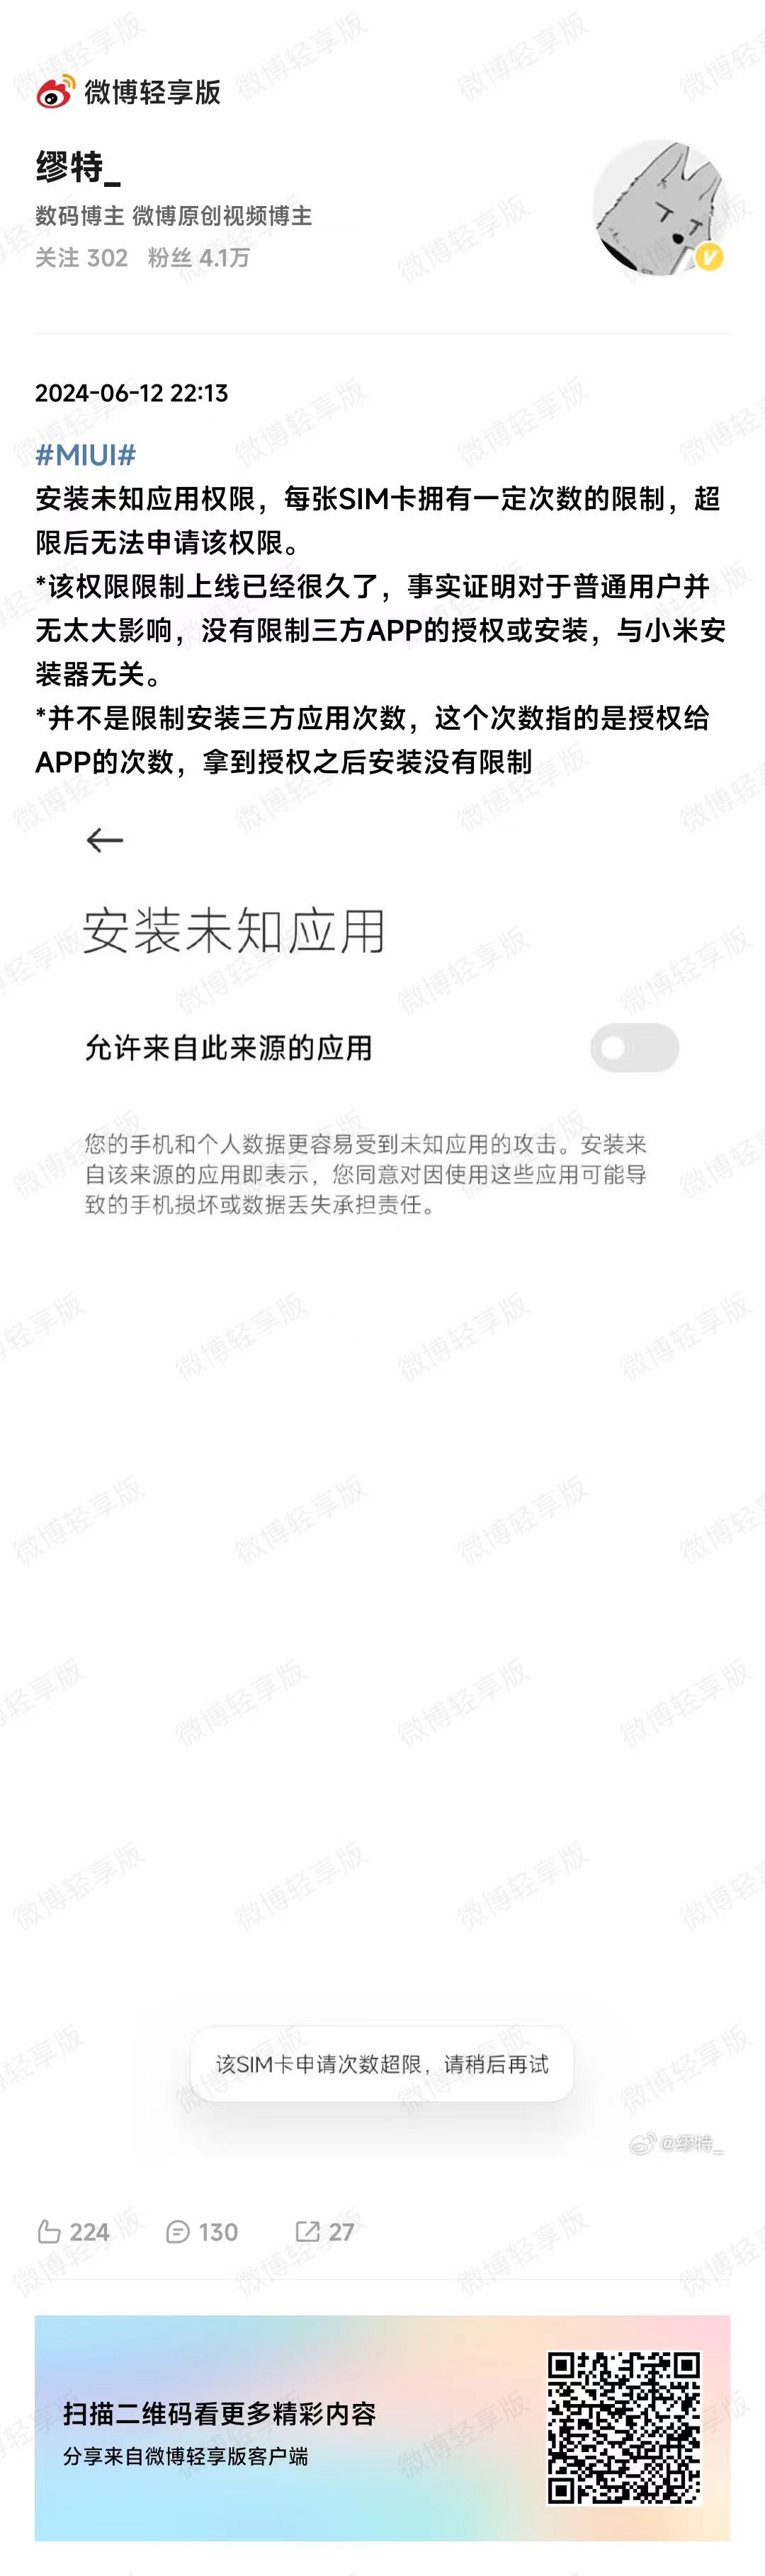 微博轻享版
缪特_
数码博主 微博原创视频博主
关注 302 粉丝 4.1万
2024-06-12 22:13
#MIUI#
安装未知应用权限，每张SIM卡拥有一定次数的限制，超
限后无法申请该权限。
*该权限限制上线已经很久了，事实证明对于普通用户并
无太大影响，没有限制三方APP的授权或安装，与小米安
装器无关。
*并不是限制安装三方应用次数，这个次数指的是授权给
APP的次数，拿到授权之后安装没有限制
安装未知应用
允许来自此来源的应用
您的手机和个人数据更容易受到未知应用的攻击。安装来
自该来源的应用即表示，您同意对因使用这些应用可能导
致的手机损坏或数据丢失承担责任。
该SIM卡申请次数超限，请稍后再试
@缪特_
224 130 27
扫描二维码看更多精彩内容
分享来自微博轻享版客户端